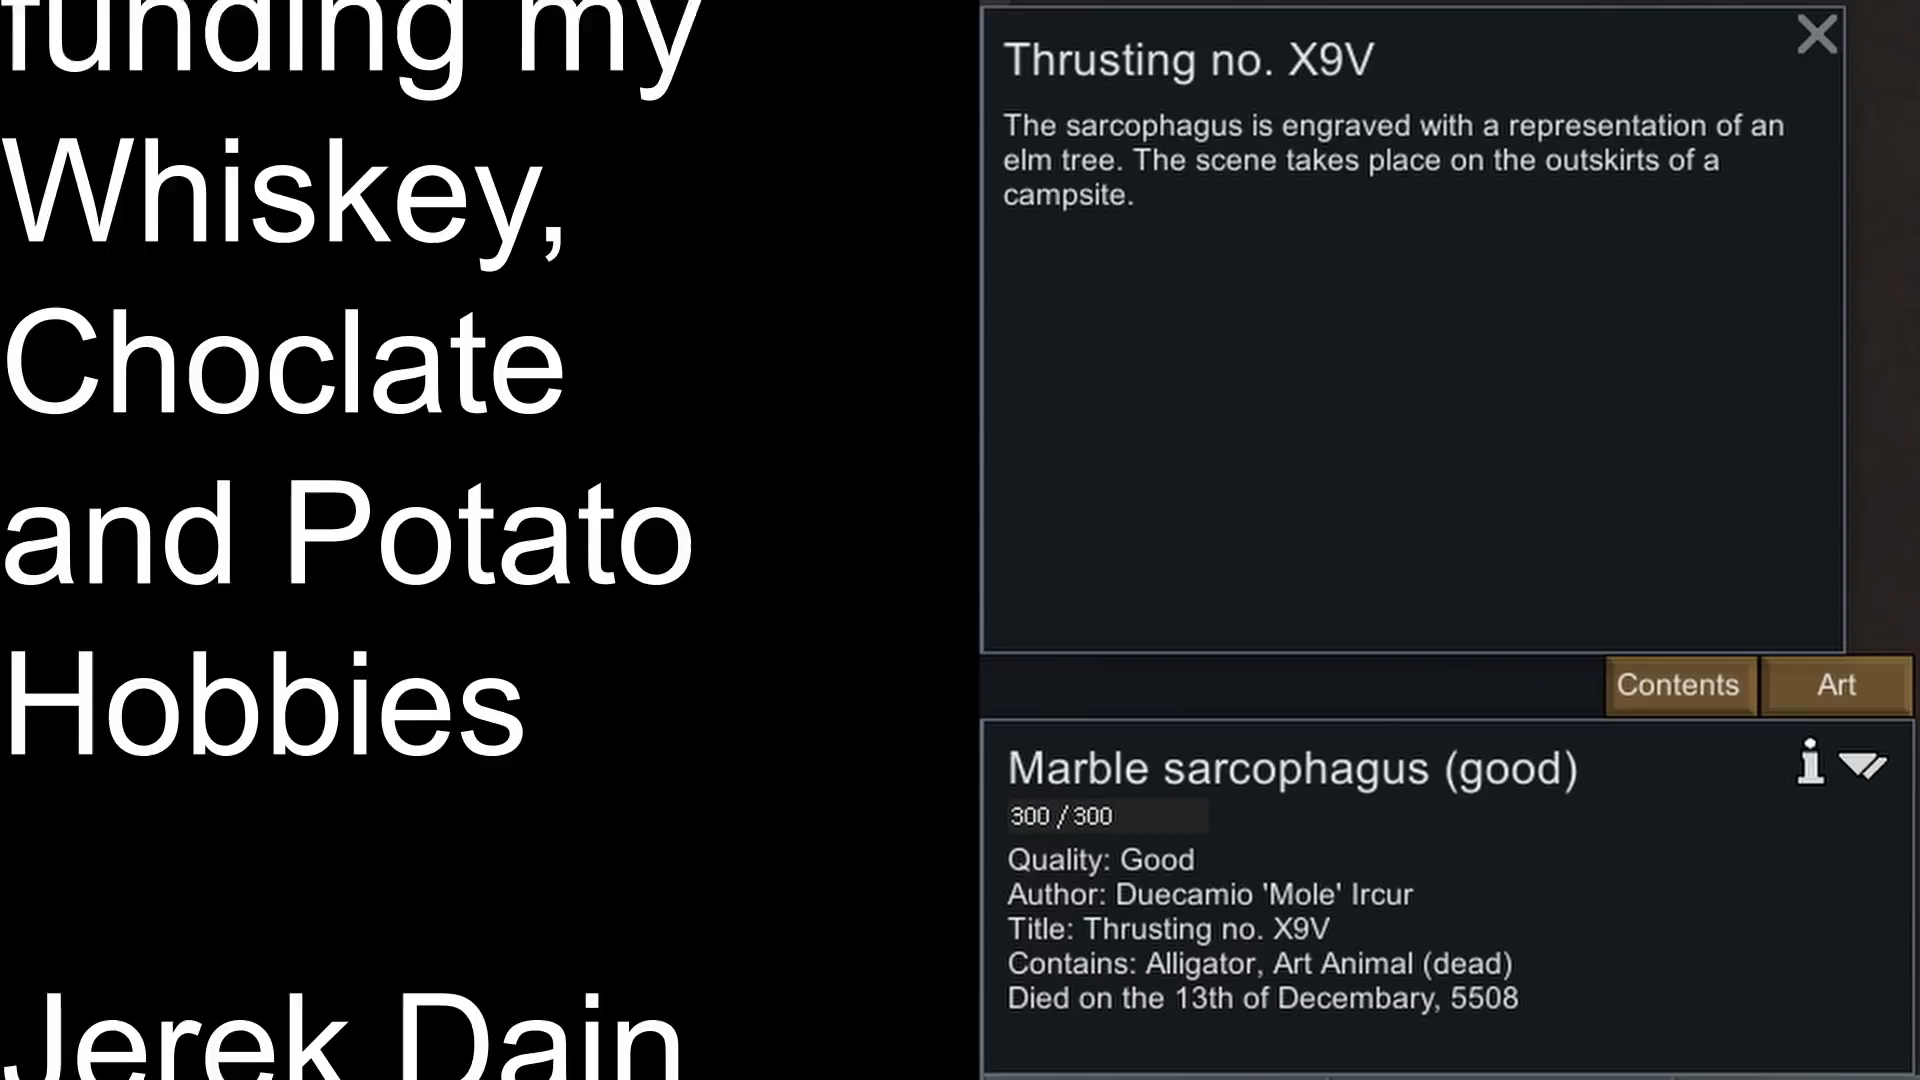 funding my
Whiskey,
Choclate
and Potato
Hobbies
Jerek Dain
Thrusting no. X9V
The sarcophagus is engraved with a representation of an
elm tree. The scene takes place on the outskirts of a
campsite.
Contents
Art
Marble sarcophagus (good)
300 / 300
Quality: Good
Author: Duecamio 'Mole' Ircur
Title: Thrusting no. X9V
Contains: Alligator, Art Animal (dead)
Died on the 13th of Decembary, 5508